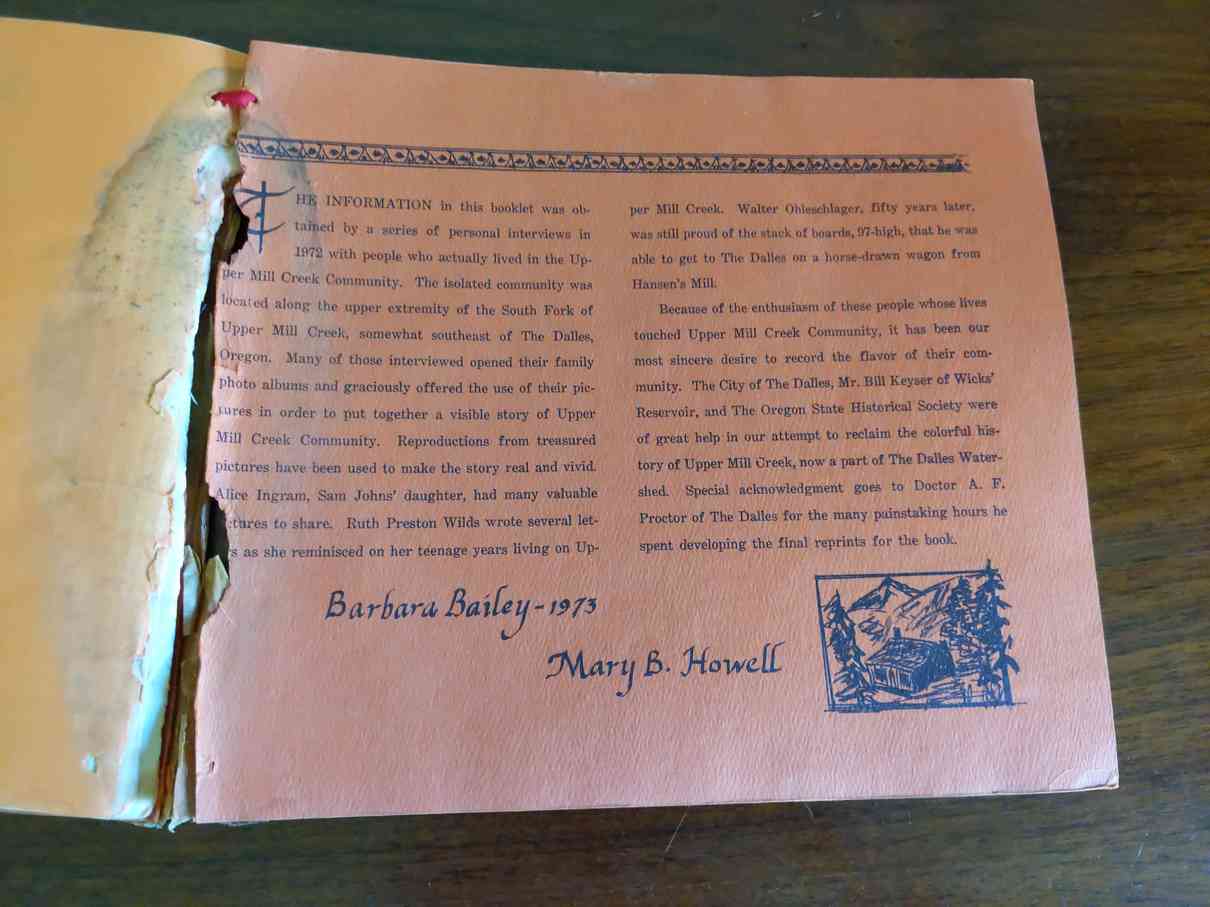 THE INFORMATION in this booklet was ob-
tained by a series of personal interviews in
1972 with people who actually lived in the Up-
per Mill Creek Community. The isolated community was
located along the upper extremity of the South Fork of
Upper Mill Creek, somewhat southeast of The Dalles,
Oregon. Many of those interviewed opened their family
photo albums and graciously offered the use of their pic-
tures in order to put together a visible story of Upper
Mill Creek Community. Reproductions from treasured
pictures have been used to make the story real and vivid.
Alice Ingram, Sam Johns' daughter, had many valuable
ctures to share. Ruth Preston Wilds wrote several let-
rs as she reminisced on her teenage years living on Up-
per Mill Creek. Walter Ohleschlager, fifty years later,
was still proud of the stack of boards, 97-high, that he was
able to get to The Dalles on a horse-drawn wagon from
Hansen's Mill.
Because of the enthusiasm of these people whose lives
touched Upper Mill Creek Community, it has been our
most sincere desire to record the flavor of their com-
munity. The City of The Dalles, Mr. Bill Keyser of Wicks'
Reservoir, and The Oregon State Historical Society were
of great help in our attempt to reclaim the colorful his-
tory of Upper Mill Creek, now a part of The Dalles Water-
shed. Special acknowledgment goes to Doctor A. F.
Proctor of The Dalles for the many painstaking hours he
spent developing the final reprints for the book.
Barbara Bailey - 1973
Mary B. Howell